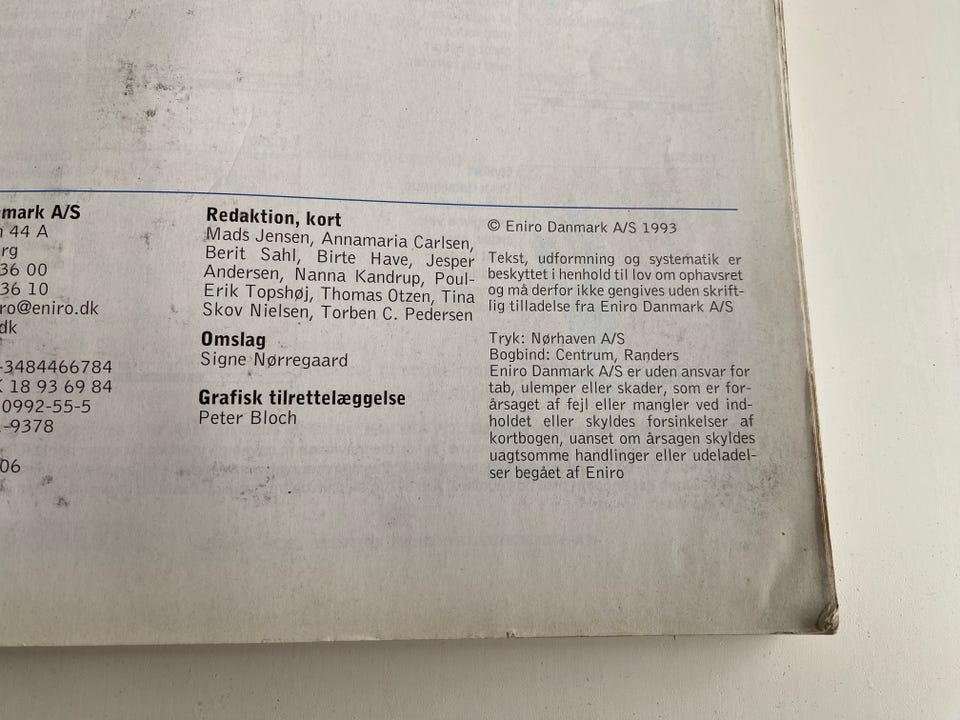 mark A/S
44 A
rg
36 00
36 10
ro@eniro.dk
dk
-3484466784
K 18 93 69 84
0992-55-5
-9378
06
Redaktion, kort
Mads Jensen, Annamaria Carlsen,
Berit Sahl, Birte Have, Jesper
Andersen, Nanna Kandrup, Poul-
Erik Topshøj, Thomas Otzen, Tina
Skov Nielsen, Torben C. Pedersen
Omslag
Signe Nørregaard
Grafisk tilrettelæggelse
Peter Bloch
© Eniro Danmark A/S 1993
Tekst, udformning og systematik er
beskyttet i henhold til lov om ophavsret
og må derfor ikke gengives uden skrift-
lig tilladelse fra Eniro Danmark A/S
Tryk: Nørhaven A/S
Bogbind: Centrum, Randers
Eniro Danmark A/S er uden ansvar for
tab, ulemper eller skader, som er for-
årsaget af fejl eller mangler ved ind-
holdet eller skyldes forsinkelser af
kortbogen, uanset om årsagen skyldes
uagtsomme handlinger eller udeladel-
ser begået af Eniro